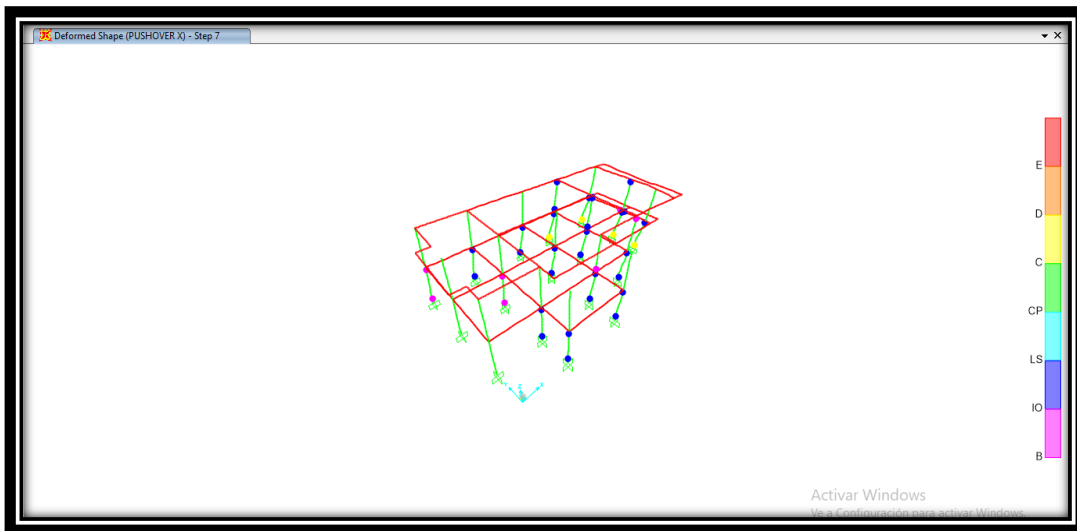 Deformed Shape (PUSHOVER X) - Step 7
E
D
C
CP
LS
IO
B
Y
Z
X
Activar Windows
Ve a Configuración para activar Windows.